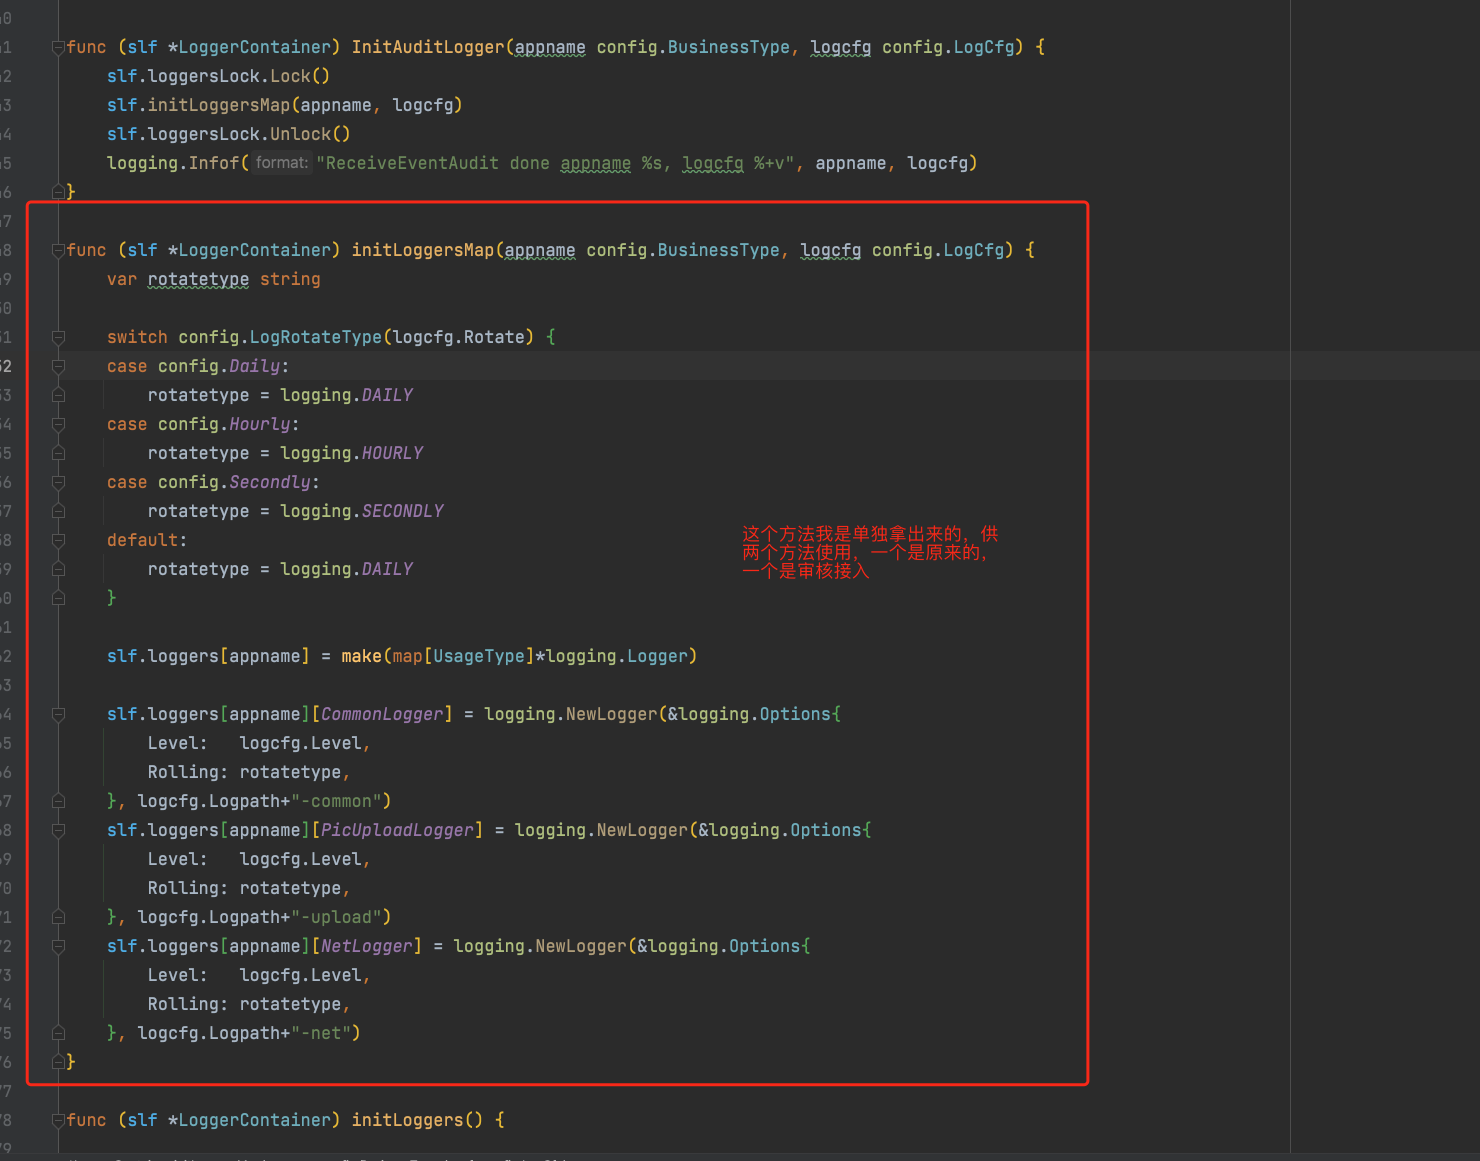 func (slf *LoggerContainer) InitAuditLogger(appname config.BusinessType, logcfg config.LogCfg) {
slf.loggersLock.Lock()
slf.initLoggersMap(appname, logcfg)
slf.loggersLock.Unlock()
logging.Infof( format: "ReceiveEventAudit done appname %s, logcfg %+v", appname, logcfg)
}
func (slf *LoggerContainer) initLoggersMap(appname config.BusinessType, logcfg config.LogCfg) {
var rotatetype string
switch config.LogRotateType(logcfg.Rotate) {
case config.Daily:
rotatetype = logging.DAILY
case config.Hourly:
rotatetype = logging.HOURLY
case config.Secondly:
rotatetype = logging.SECONDLY
default:
rotatetype = logging.DAILY
}
这个方法我是单独拿出来的，供
两个方法使用，一个是原来的，
一个是审核接入
slf.loggers[appname] = make(map[UsageType]*logging.Logger)
slf.loggers[appname][CommonLogger] = logging.NewLogger(&logging.Options{
Level:   logcfg.Level,
Rolling: rotatetype,
}, logcfg.Logpath+"-common")
slf.loggers[appname][PicUploadLogger] = logging.NewLogger(&logging.Options{
Level:   logcfg.Level,
Rolling: rotatetype,
}, logcfg.Logpath+"-upload")
slf.loggers[appname][NetLogger] = logging.NewLogger(&logging.Options{
Level:   logcfg.Level,
Rolling: rotatetype,
}, logcfg.Logpath+"-net")
}
func (slf *LoggerContainer) initLoggers() {